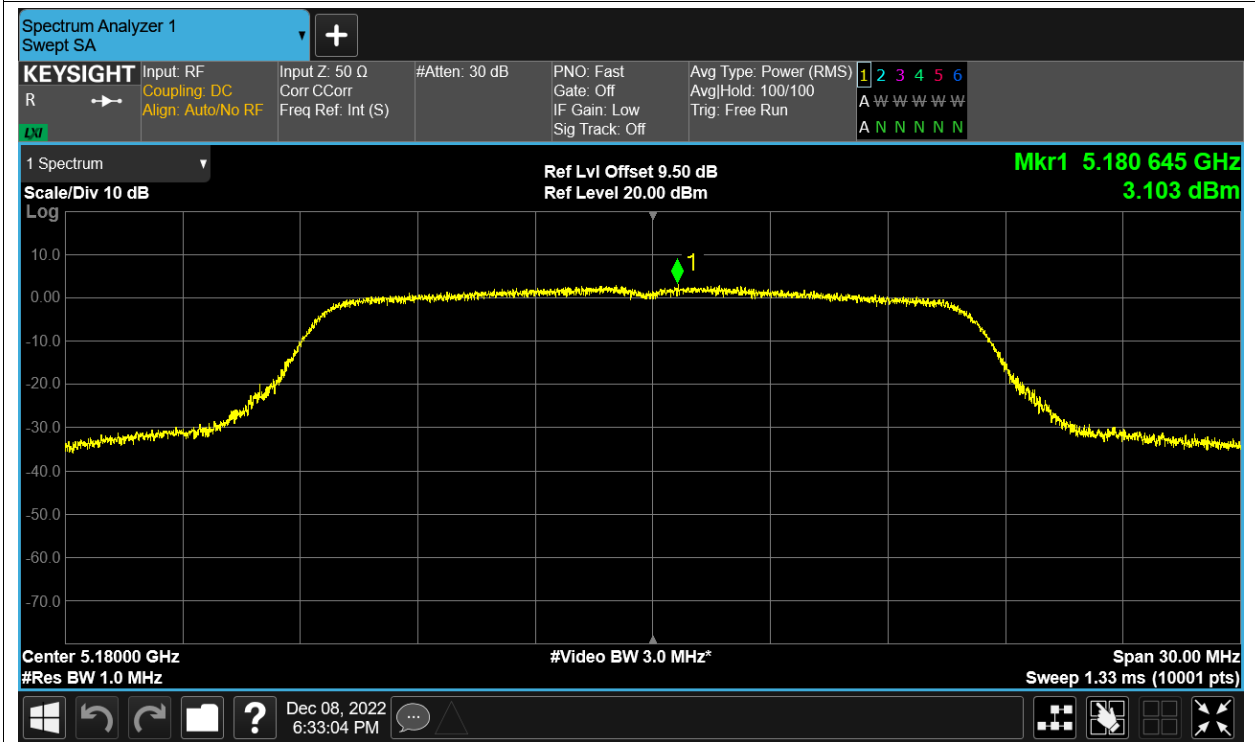 Spectrum Analyzer 1
Swept SA
+
KEYSIGHT
R
LXI
Input: RF
Coupling: DC
Align: Auto/No RF
Input Z: 50 Ω
Corr CCorr
Freq Ref: Int (S)
#Atten: 30 dB
PNO: Fast
Gate: Off
IF Gain: Low
Sig Track: Off
Avg Type: Power (RMS)
Avg|Hold: 100/100
Trig: Free Run
1 2 3 4 5 6
A W W W W W
A N N N N N
1 Spectrum
Scale/Div 10 dB
Log
Ref Lvl Offset 9.50 dB
Ref Level 20.00 dBm
Mkr1 5.180 645 GHz
3.103 dBm
1
10.0
0.00
-10.0
-20.0
-30.0
-40.0
-50.0
-60.0
-70.0
Center 5.18000 GHz
#Res BW 1.0 MHz
#Video BW 3.0 MHz*
Span 30.00 MHz
Sweep 1.33 ms (10001 pts)
?
Dec 08, 2022
6:33:04 PM